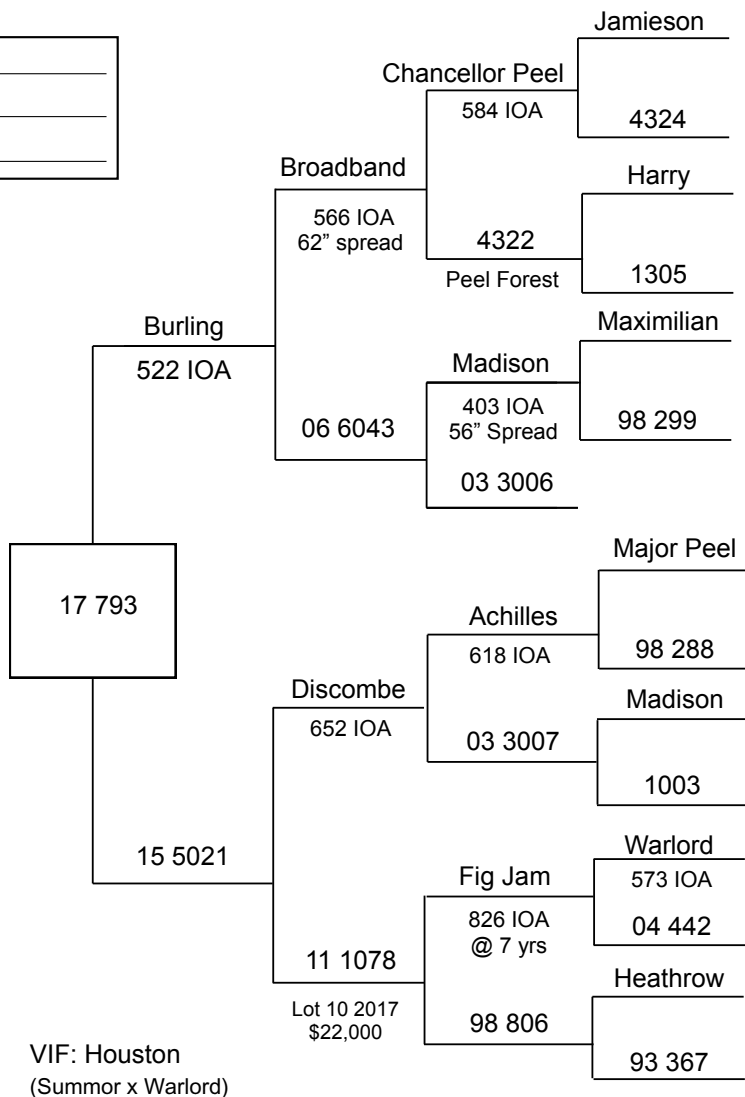 Jamieson
Chancellor Peel
584 IOA
4324
Broadband
Harry
566 IOA
62” spread
4322
Peel Forest
1305
Burling
522 IOA
Maximilian
Madison
403 IOA
56” Spread
98 299
06 6043
03 3006
17 793
Major Peel
Achilles
618 IOA
98 288
Discombe
652 IOA
Madison
03 3007
1003
15 5021
Warlord
573 IOA
Fig Jam
826 IOA
@ 7 yrs
04 442
11 1078
Lot 10 2017
$22,000
Heathrow
98 806
93 367
VIF: Houston
(Summor x Warlord)